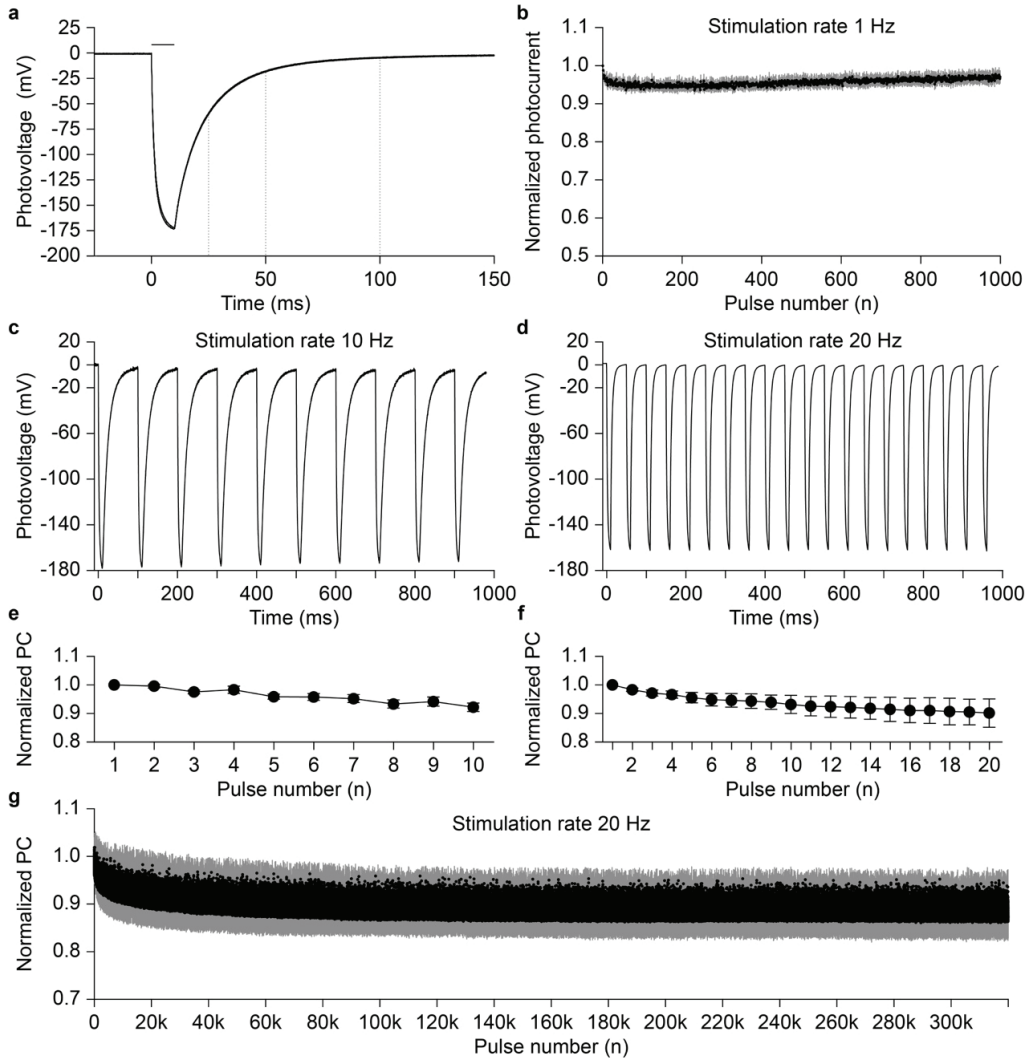 a
25
0
-25
-50
-75
-100
-125
-150
-175
-200
Photovoltage (mV)
0 50 100 150
Time (ms)
b
Stimulation rate 1 Hz
1.1
1.0
0.9
0.8
0.7
0.6
0.5
Normalized photocurrent
0 200 400 600 800 1000
Pulse number (n)
c
Stimulation rate 10 Hz
20
0
-20
-60
-100
-140
-180
Photovoltage (mV)
0 200 400 600 800 1000
Time (ms)
d
Stimulation rate 20 Hz
20
0
-20
-60
-100
-140
-180
Photovoltage (mV)
0 200 400 600 800 1000
Time (ms)
e
1.1
1.0
0.9
0.8
Normalized PC
1 2 3 4 5 6 7 8 9 10
Pulse number (n)
f
1.1
1.0
0.9
0.8
Normalized PC
2 4 6 8 10 12 14 16 18 20
Pulse number (n)
g
Stimulation rate 20 Hz
1.1
1.0
0.9
0.8
0.7
Normalized PC
0 20k 40k 60k 80k 100k 120k 140k 160k 180k 200k 220k 240k 260k 280k 300k
Pulse number (n)